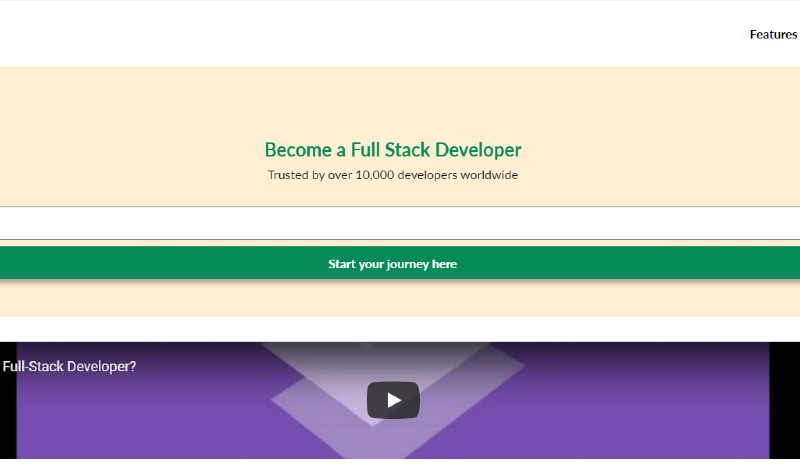 Features
Become a Full Stack Developer
Trusted by over 10,000 developers worldwide
Start your journey here
Full-Stack Developer?